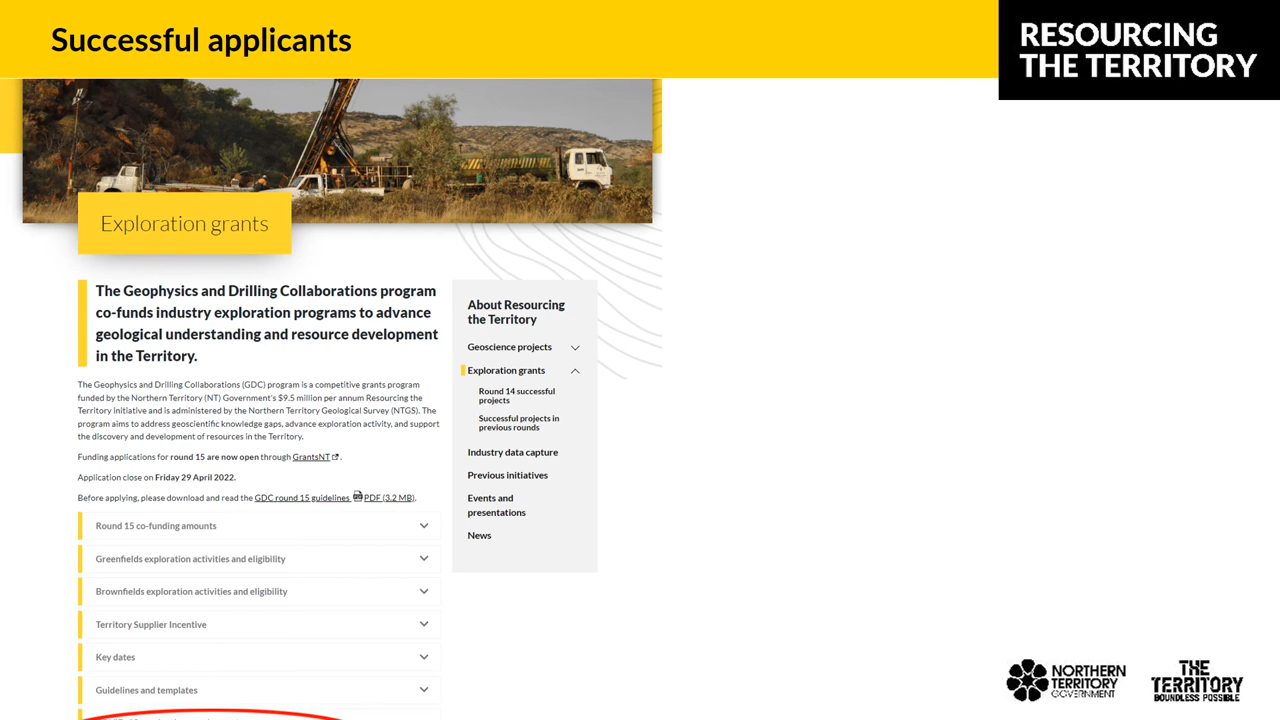 Successful applicants
RESOURCING
THE TERRITORY
Exploration grants
The Geophysics and Drilling Collaborations program
co-funds industry exploration programs to advance
geological understanding and resource development
in the Territory.
The Geophysics and Drilling Collaborations (GDC) program is a competitive grants program
funded by the Northern Territory (NT) Government's $9.5 million per annum Resourcing the
Territory initiative and is administered by the Northern Territory Geological Survey (NTGS). The
program aims to address geoscientific knowledge gaps, advance exploration activity, and support
the discovery and development of resources in the Territory.
Funding applications for round 15 are now open through GrantsNT .
Application close on Friday 29 April 2022.
Before applying, please download and read the GDC round 15 guidelines PDF (3.2 MB).
Round 15 co-funding amounts
Greenfields exploration activities and eligibility
Brownfields exploration activities and eligibility
Territory Supplier Incentive
Key dates
Guidelines and templates
About Resourcing
the Territory
Geoscience projects
Exploration grants
Round 14 successful
projects
Successful projects in
previous rounds
Industry data capture
Previous initiatives
Events and
presentations
News
NORTHERN
TERRITORY
GOVERNMENT
THE
TERRITORY
BOUNDLESS POSSIBLE